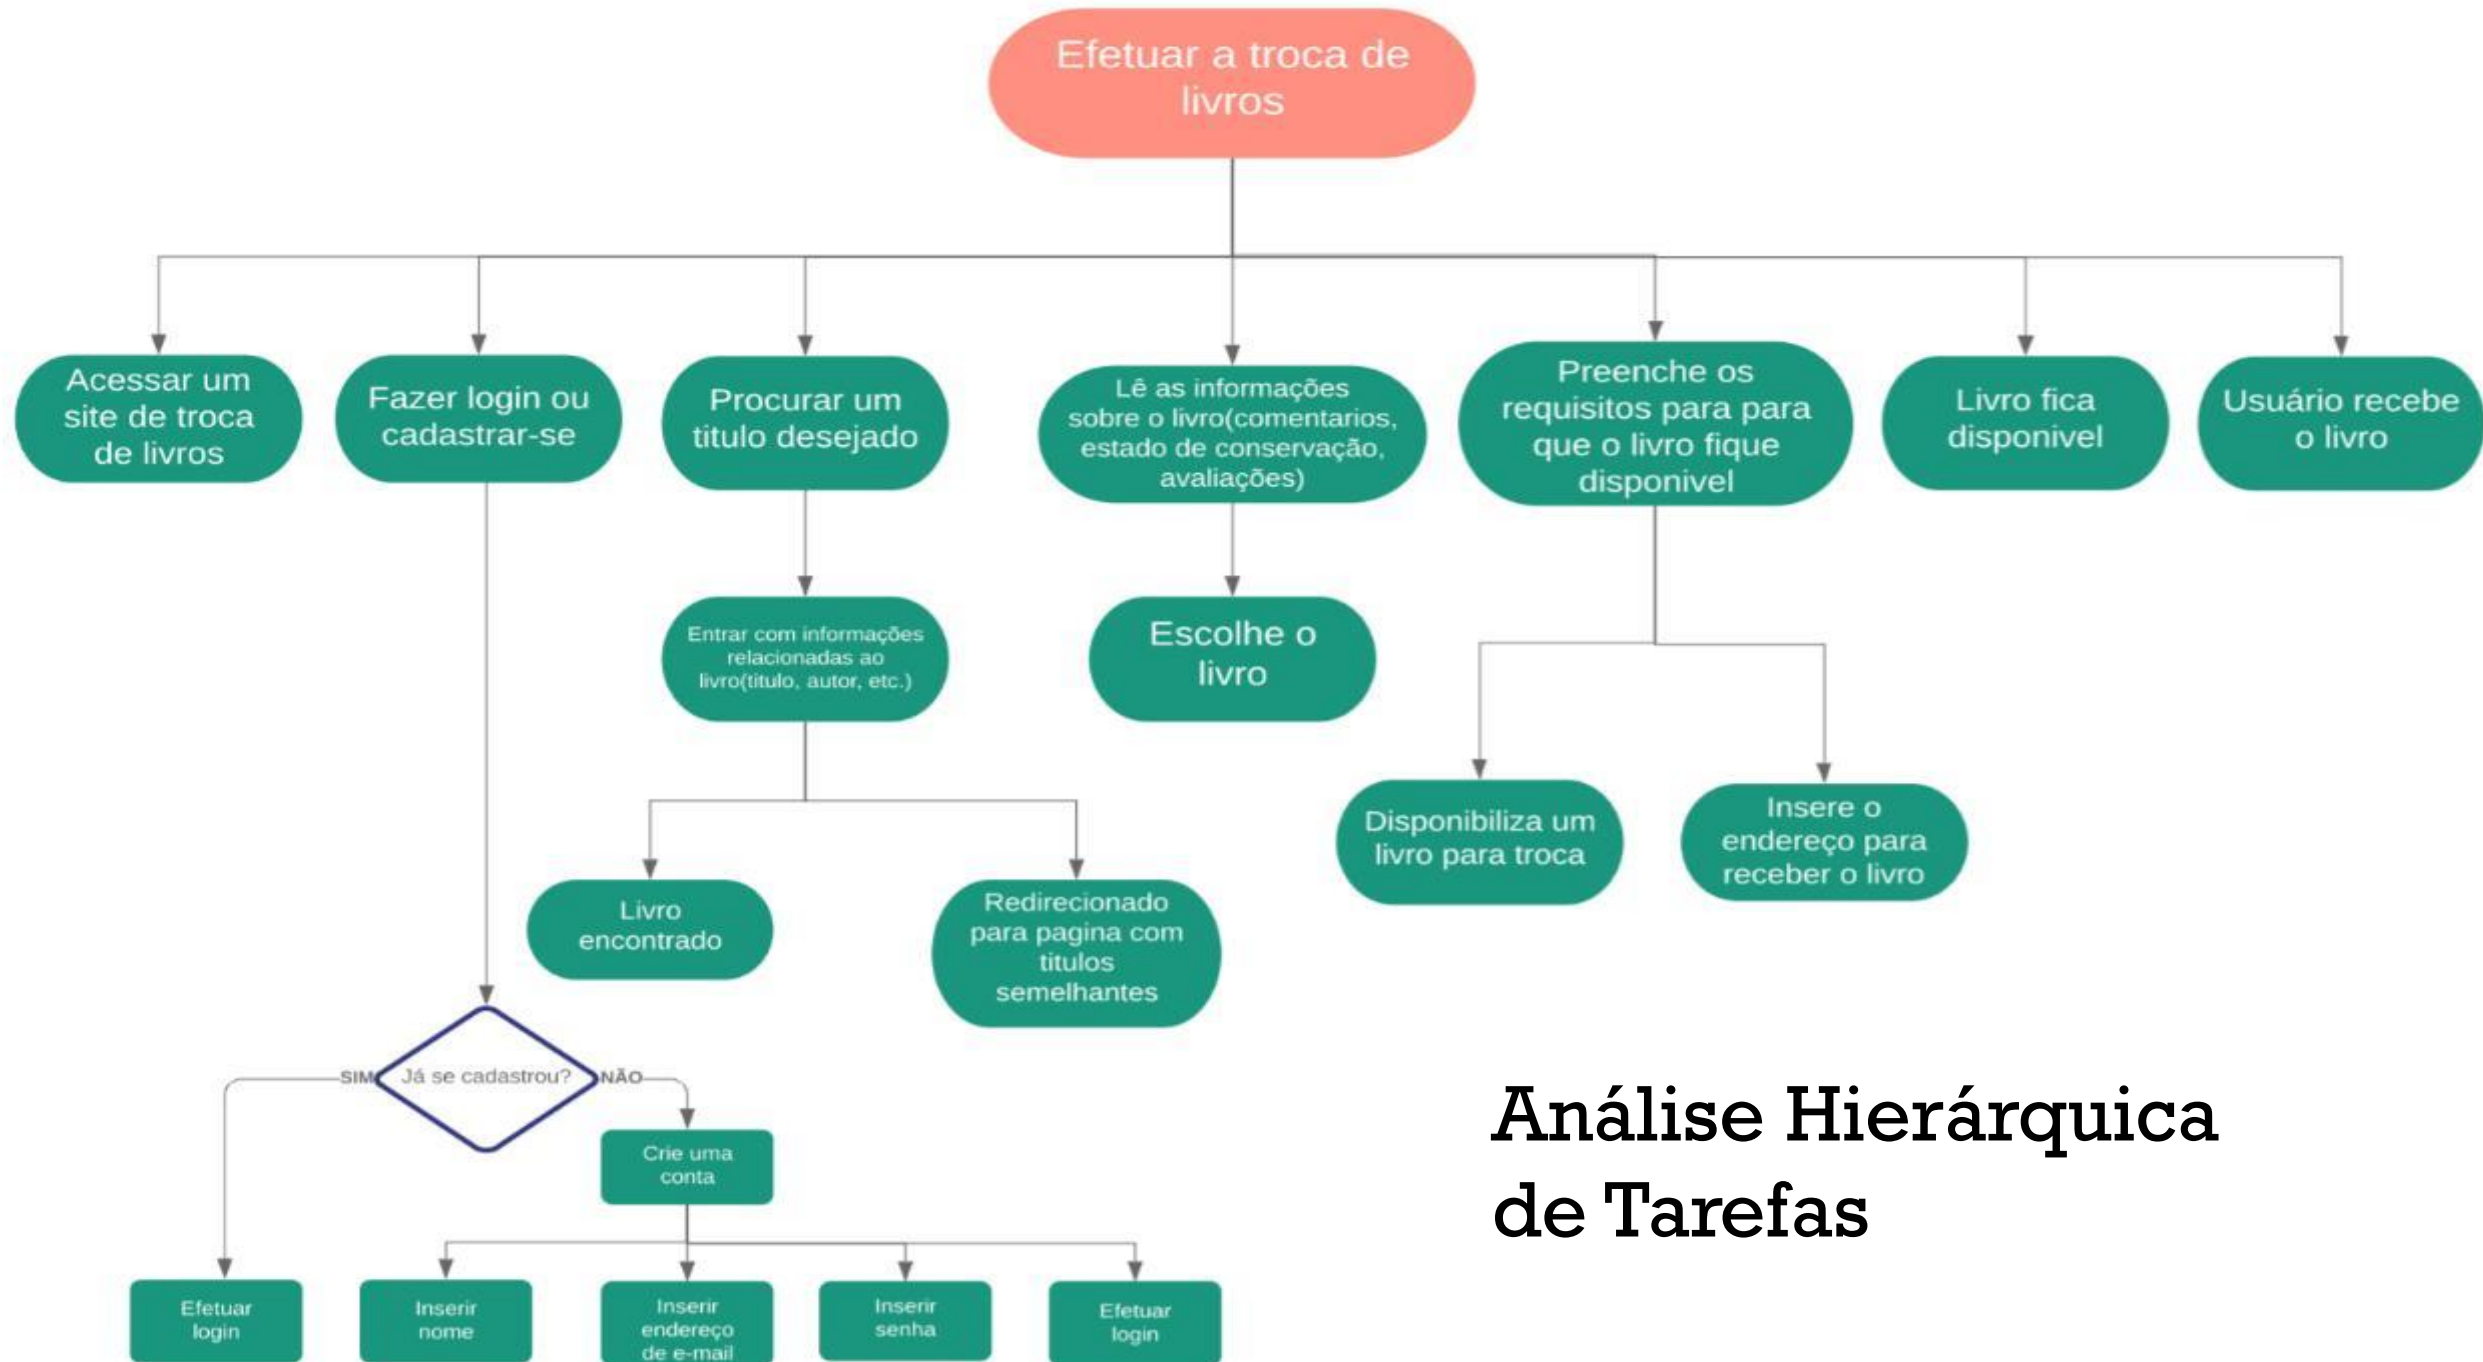 Efetuar a troca de
livros
Acessar um
site de troca
de livros
Fazer login ou
cadastrar-se
Procurar um
titulo desejado
Lê as informações
sobre o livro(comentarios,
estado de conservação,
avaliações)
Preenche os
requisitos para para
que o livro fique
disponivel
Livro fica
disponivel
Usuário recebe
o livro
Entrar com informações
relacionadas ao
livro(titulo, autor, etc.)
Escolhe o
livro
Disponibiliza um
livro para troca
Insere o
endereço para
receber o livro
Livro
encontrado
Redirecionado
para pagina com
titulos
semelhantes
SIM
Já se cadastrou?
NÃO
Crie uma
conta
Efetuar
login
Inserir
nome
Inserir
endereço
de e-mail
Inserir
senha
Efetuar
login
Análise Hierárquica
de Tarefas